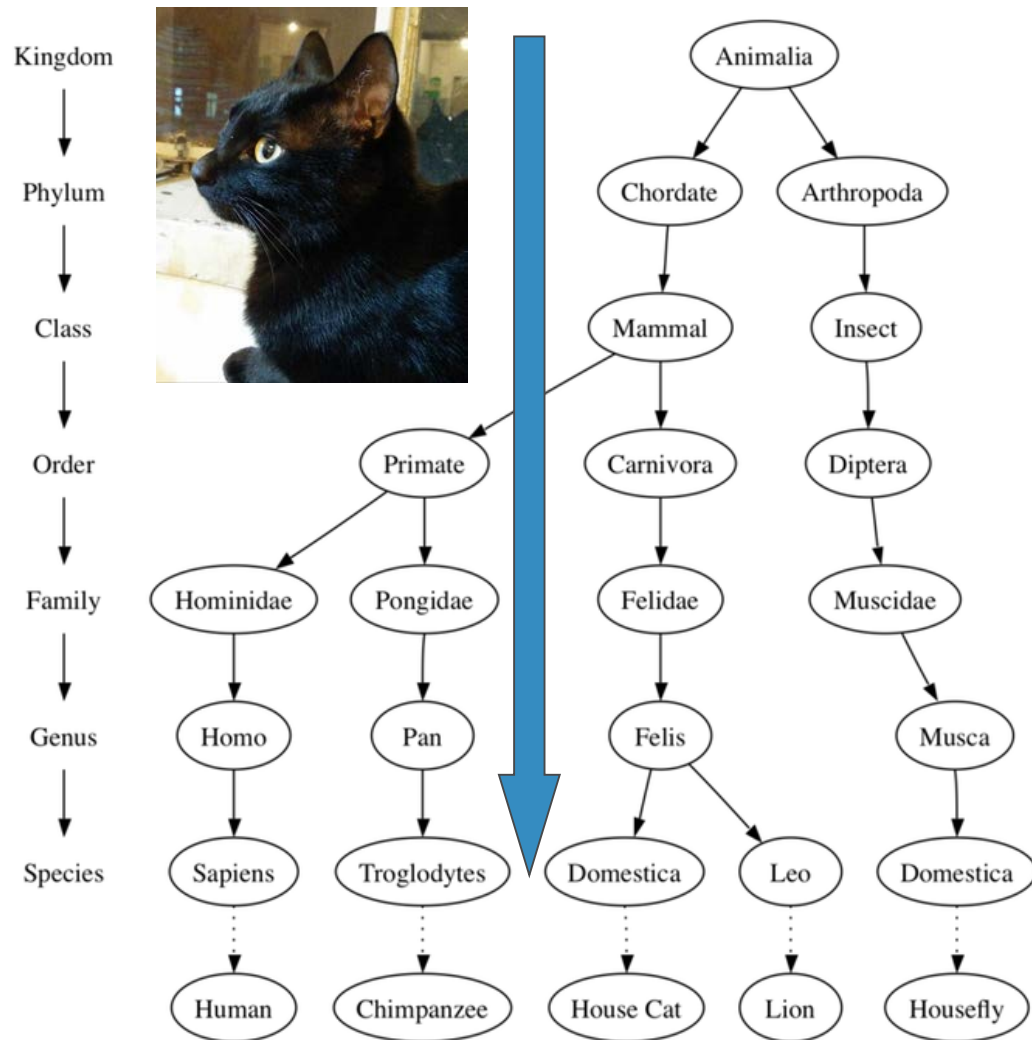 Kingdom
Animalia
Phylum
Chordate
Arthropoda
Class
Mammal
Insect
Order
Primate
Carnivora
Diptera
Family
Hominidae
Pongidae
Felidae
Muscidae
Genus
Homo
Pan
Felis
Musca
Species
Sapiens
Troglodytes
Domestica
Leo
Domestica
Human
Chimpanzee
House Cat
Lion
Housefly